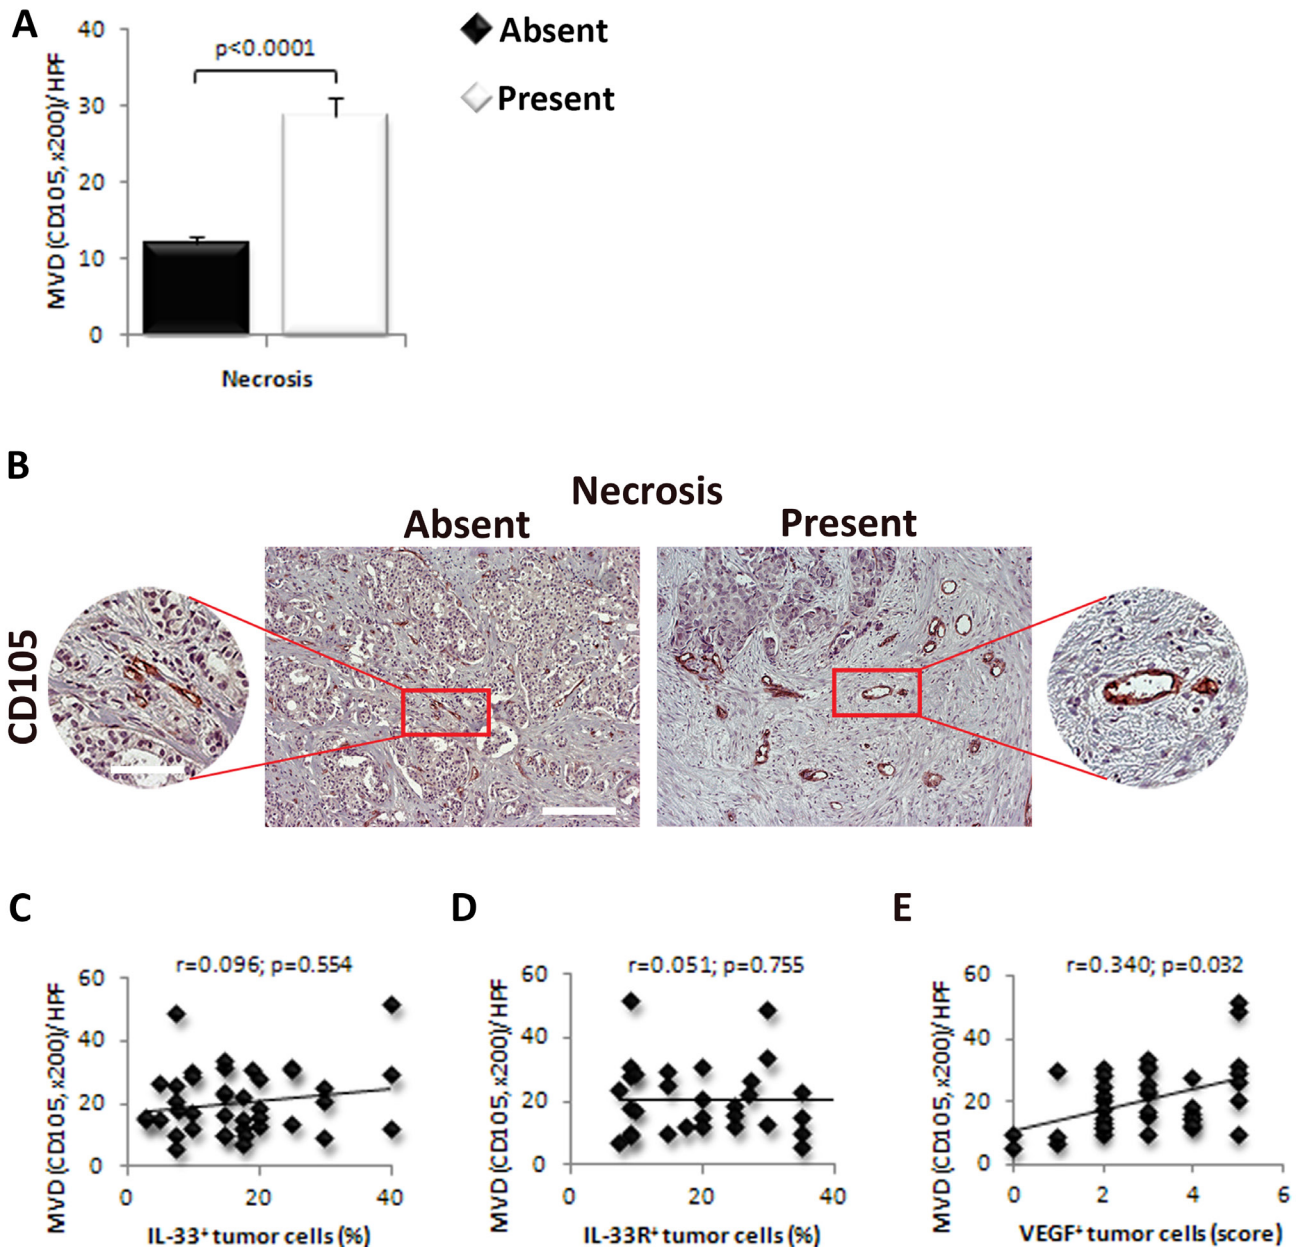 A
MVD (CD105, x200)/HPF
40
30
20
10
0
p<0.0001
Necrosis
Absent
Present
B
Necrosis
Absent
Present
CD105
C
r=0.096; p=0.554
MVD (CD105, x200)/HPF
60
40
20
0
0
20
40
IL-33⁺ tumor cells (%)
D
r=0.051; p=0.755
MVD (CD105, x200)/HPF
60
40
20
0
0
20
40
IL-33R⁺ tumor cells (%)
E
r=0.340; p=0.032
MVD (CD105, x200)/HPF
60
40
20
0
0
2
4
6
VEGF⁺ tumor cells (score)